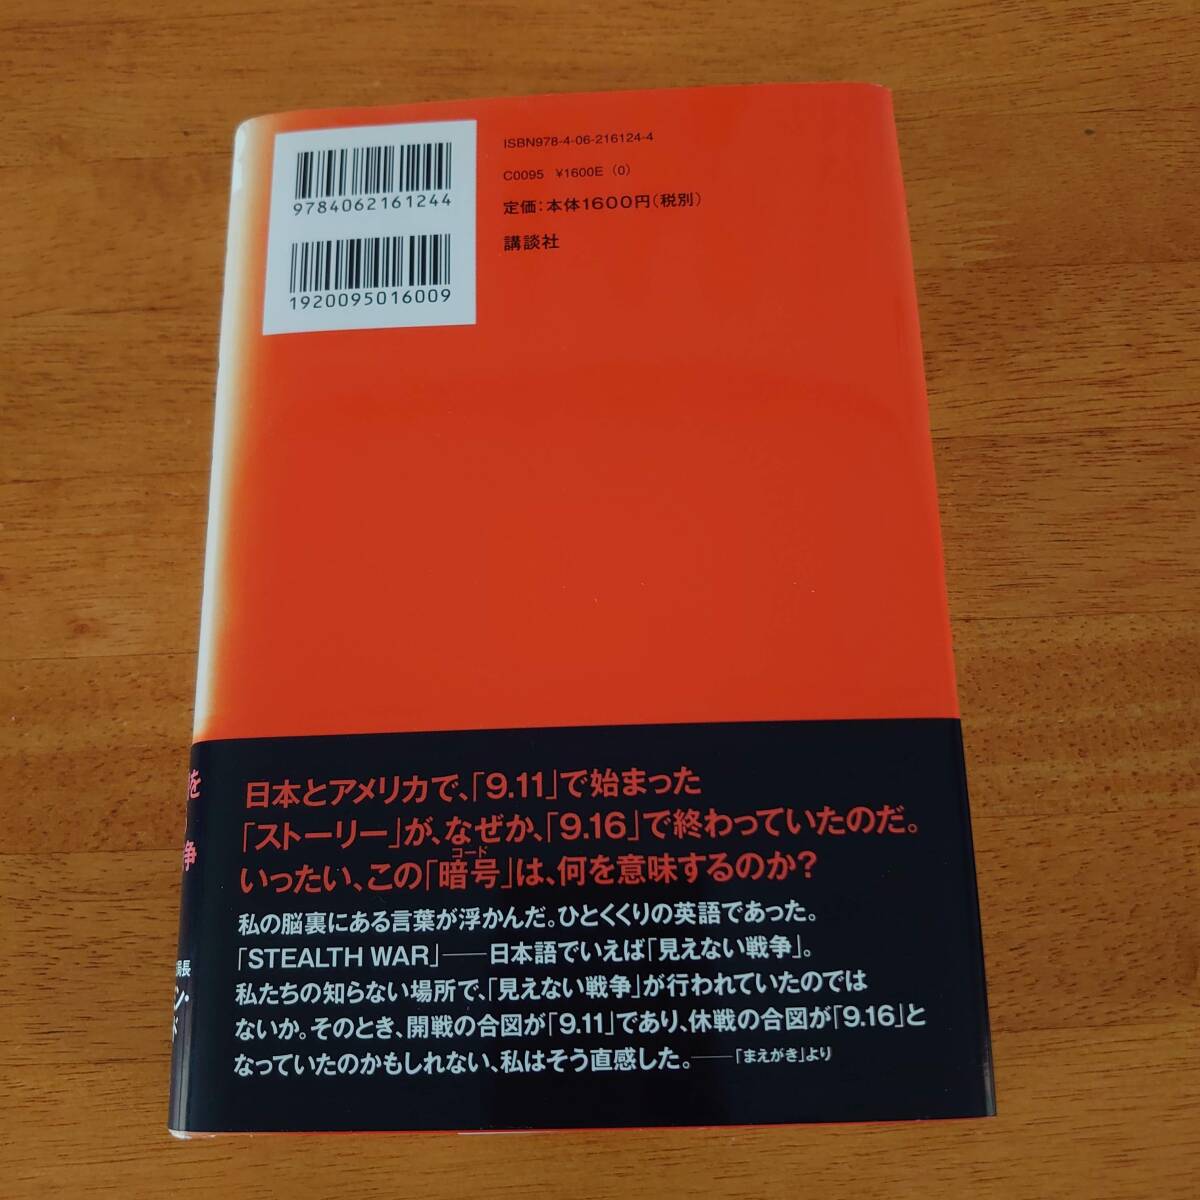 9784062161244
1920095016009
ISBN978-4-06-216124-4
C0095 ¥1600E (0)
定価:本体1600円(税別)
講談社
日本とアメリカで、「9.11」で始まった
「ストーリー」が、なぜか、「9.16」で終わっていたのだ。
コード
いったい、この「暗号」は、何を意味するのか?
私の脳裏にある言葉が浮かんだ。ひとくくりの英語であった。
「STEALTH WAR」——日本語でいえば「見えない戦争」。
私たちの知らない場所で、「見えない戦争」が行われていたのでは
ないか。そのとき、開戦の合図が「9.11」であり、休戦の合図が「9.16」と
なっていたのかもしれない、私はそう直感した。——「まえがき」より
を
争
長
ン・
ド